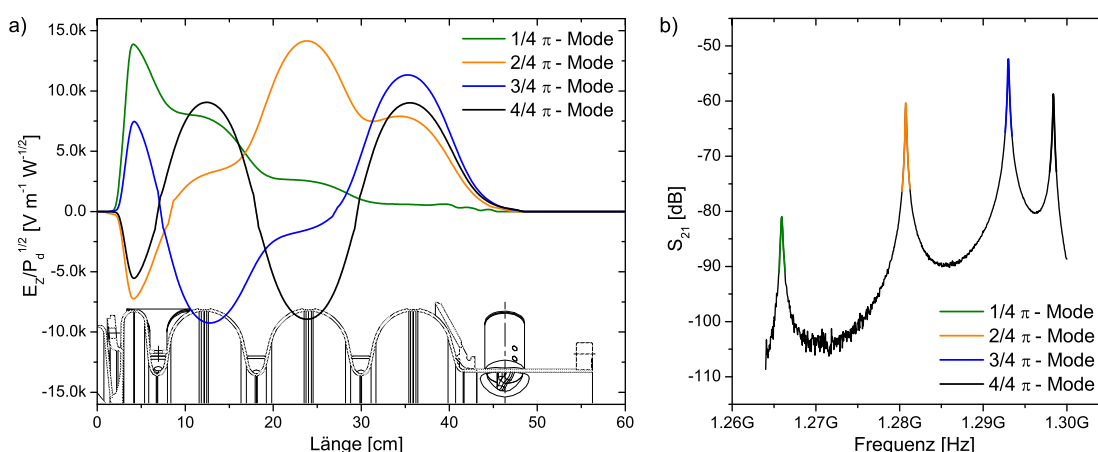 a)
15.0k
10.0k
5.0k
0.0
-5.0k
-10.0k
-15.0k
E_Z/P_d^{1/2} [V m^{-1} W^{-1/2}]
1/4 π - Mode
2/4 π - Mode
3/4 π - Mode
4/4 π - Mode
0 10 20 30 40 50 60
Länge [cm]
b)
-50
-60
-70
-80
-90
-100
-110
S_{21} [dB]
1/4 π - Mode
2/4 π - Mode
3/4 π - Mode
4/4 π - Mode
1.26G 1.27G 1.28G 1.29G 1.30G
Frequenz [Hz]